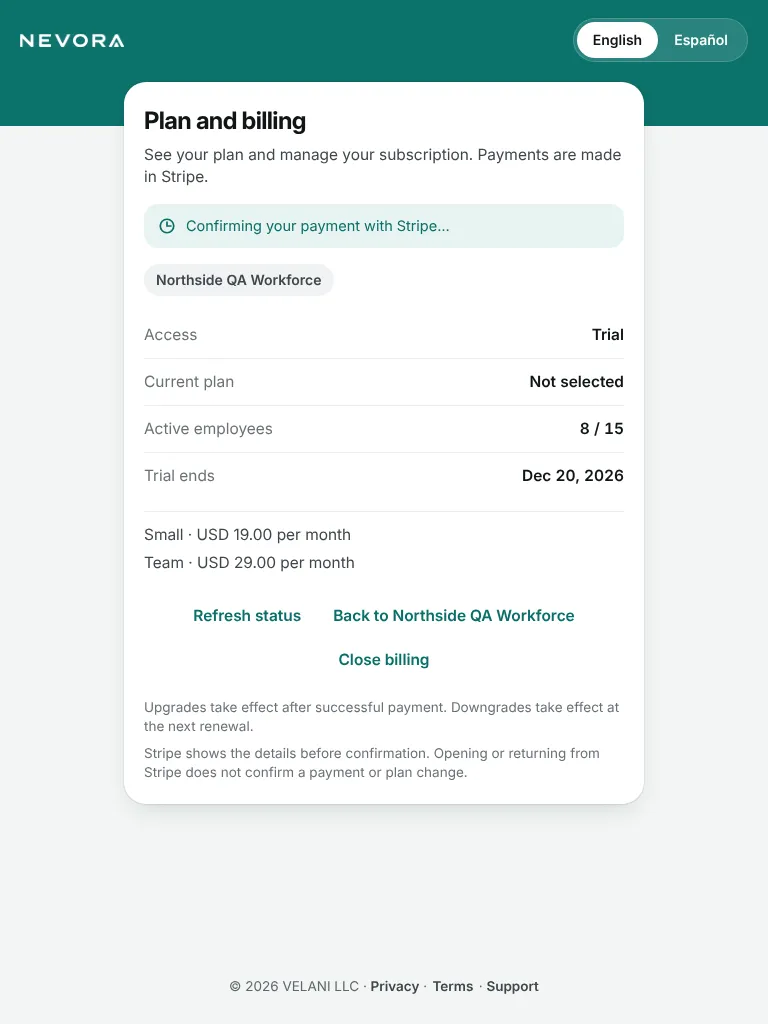 NEVORA
English Español
Plan and billing
See your plan and manage your subscription. Payments are made
in Stripe.
Confirming your payment with Stripe...
Northside QA Workforce
Access Trial
Current plan Not selected
Active employees 8 / 15
Trial ends Dec 20, 2026
Small · USD 19.00 per month
Team · USD 29.00 per month
Refresh status Back to Northside QA Workforce
Close billing
Upgrades take effect after successful payment. Downgrades take effect at
the next renewal.
Stripe shows the details before confirmation. Opening or returning from
Stripe does not confirm a payment or plan change.
© 2026 VELANI LLC · Privacy · Terms · Support